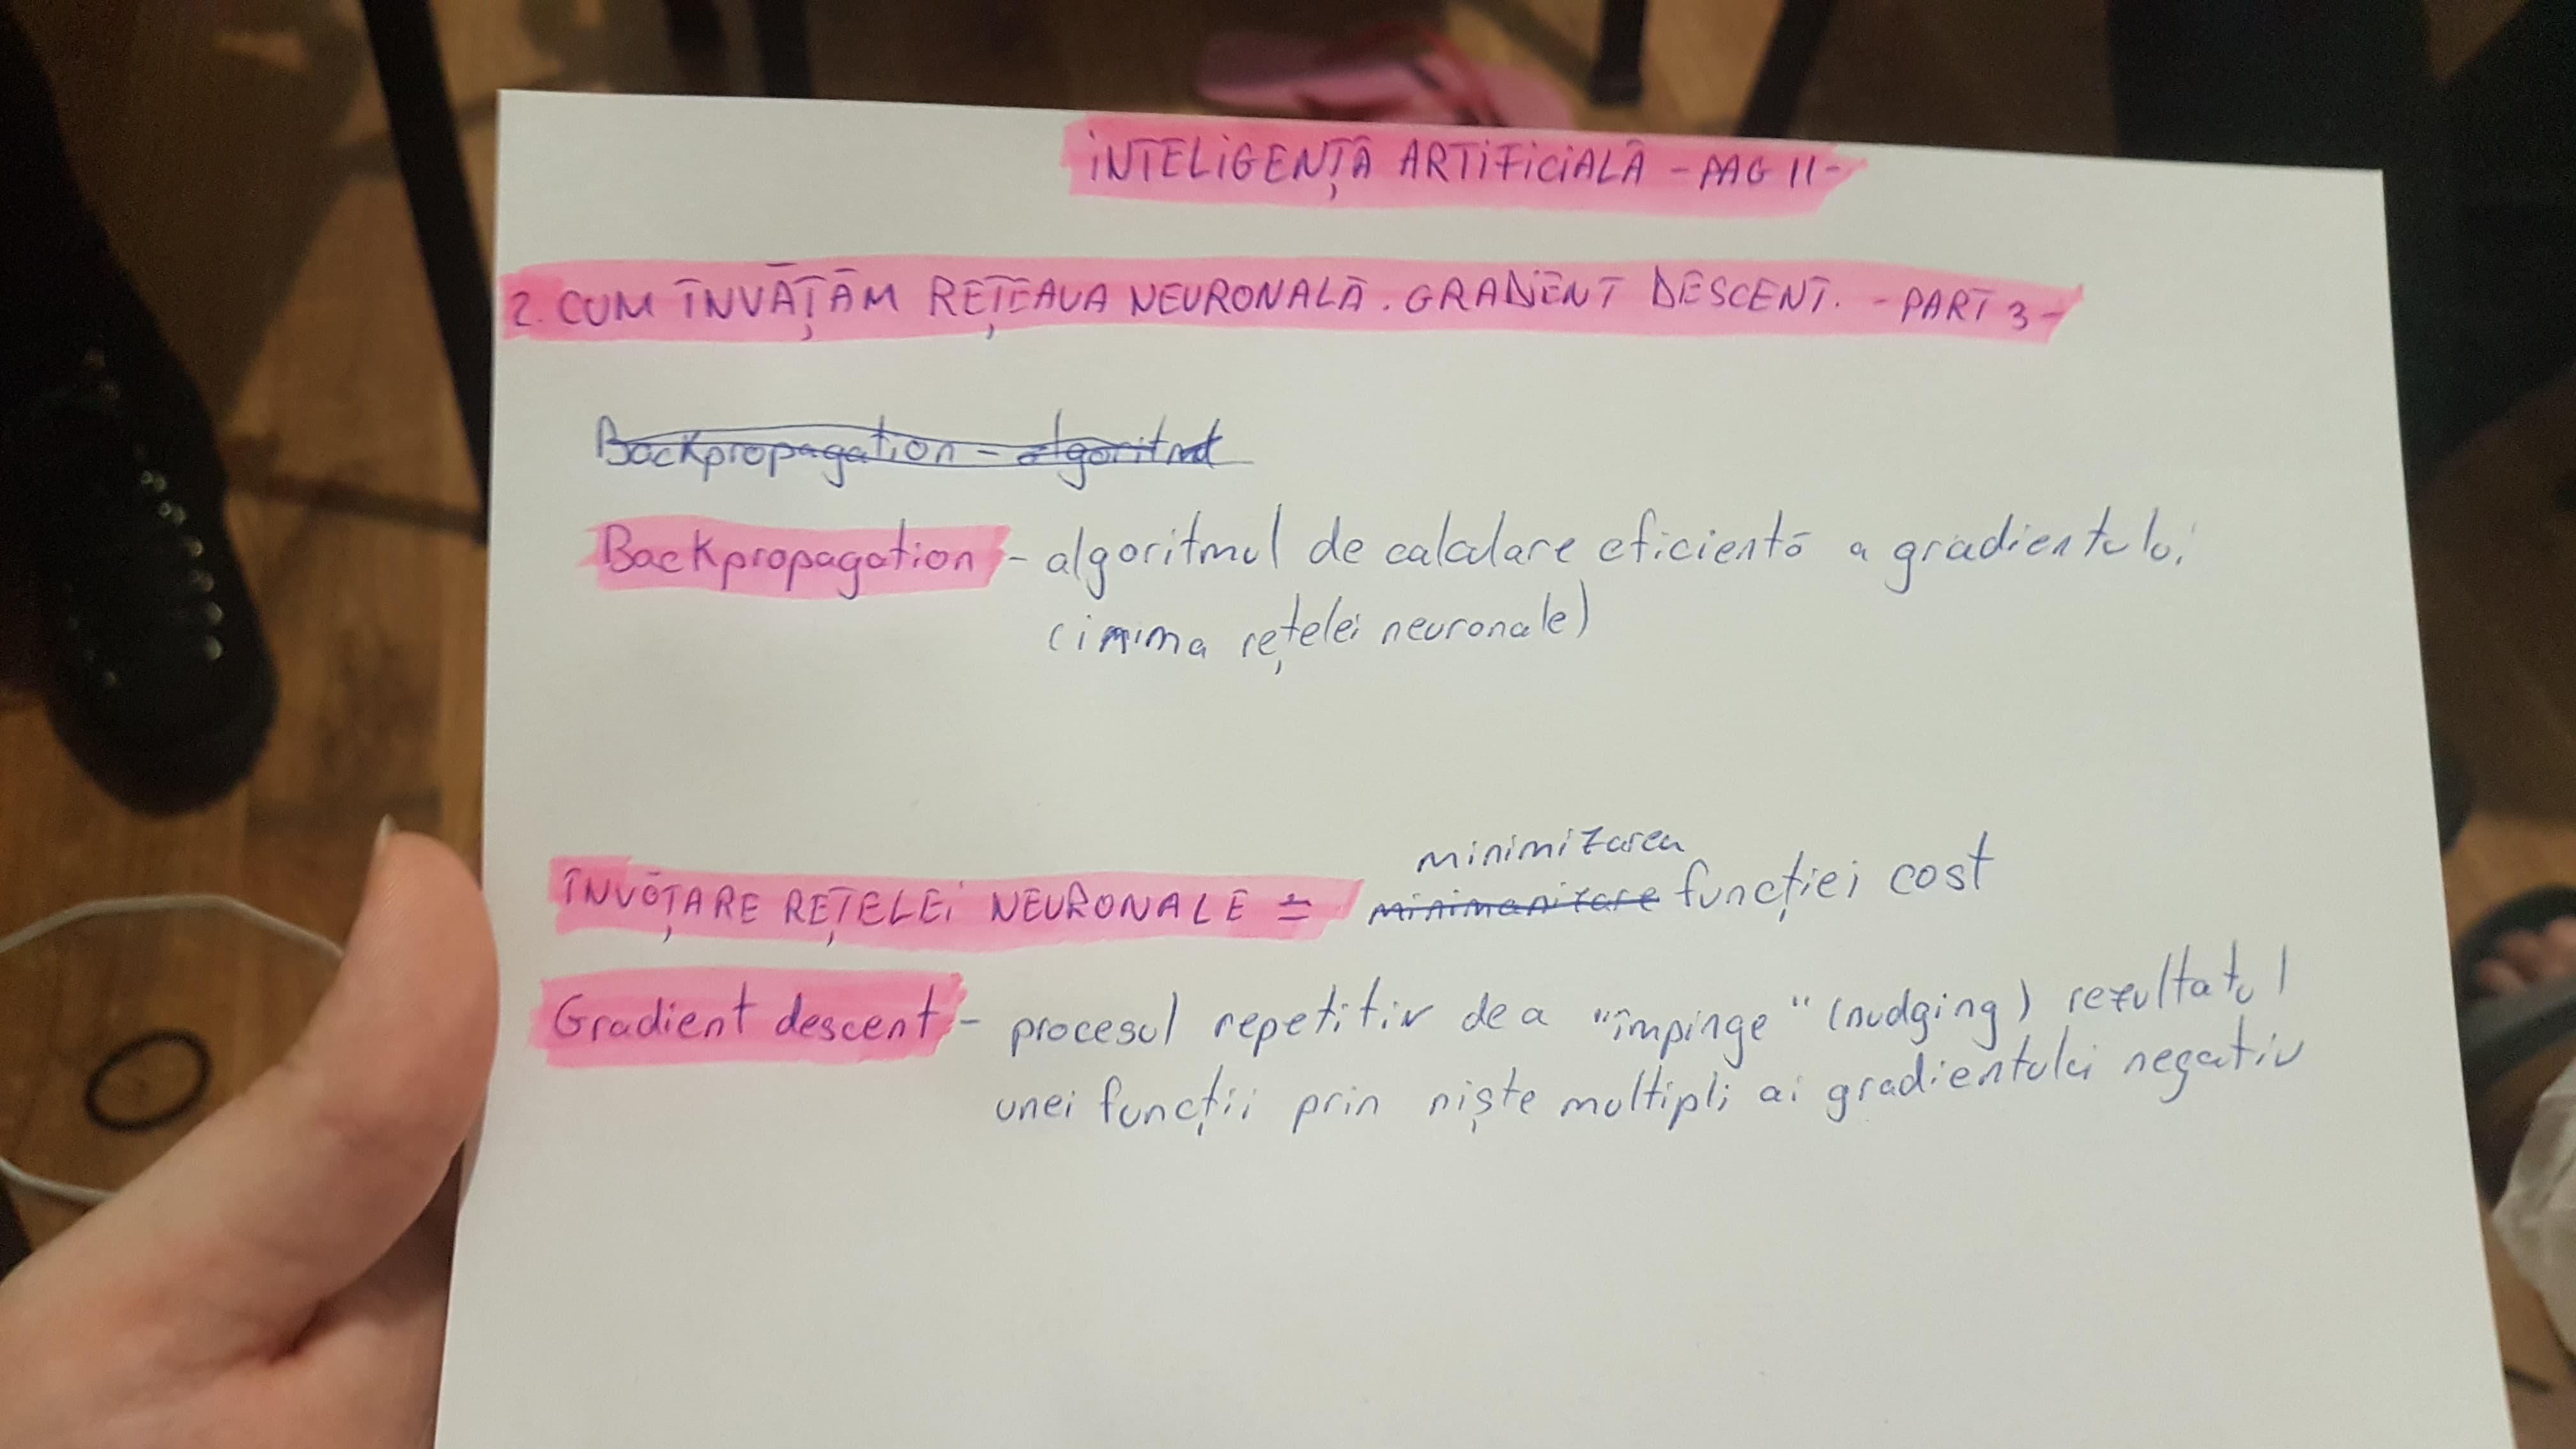 INTELIGENȚĂ ARTIFICIALĂ - PAG 11 -
2. CUM ÎNVĂȚĂM REȚEAUA NEURONALĂ. GRADIENT DESCENT. - PART 3 -
Backpropagation - algoritmul
Backpropagation - algoritmul de calculare eficientă a gradientului
(inima rețelei neuronale)
minimizarea
ÎNVĂȚARE REȚELEI NEURONALE = minimanizare funcției cost
Gradient descent - procesul repetitiv de a "împinge" (nudging) rezultatul
unei funcții prin niște multipli ai gradientului negativ